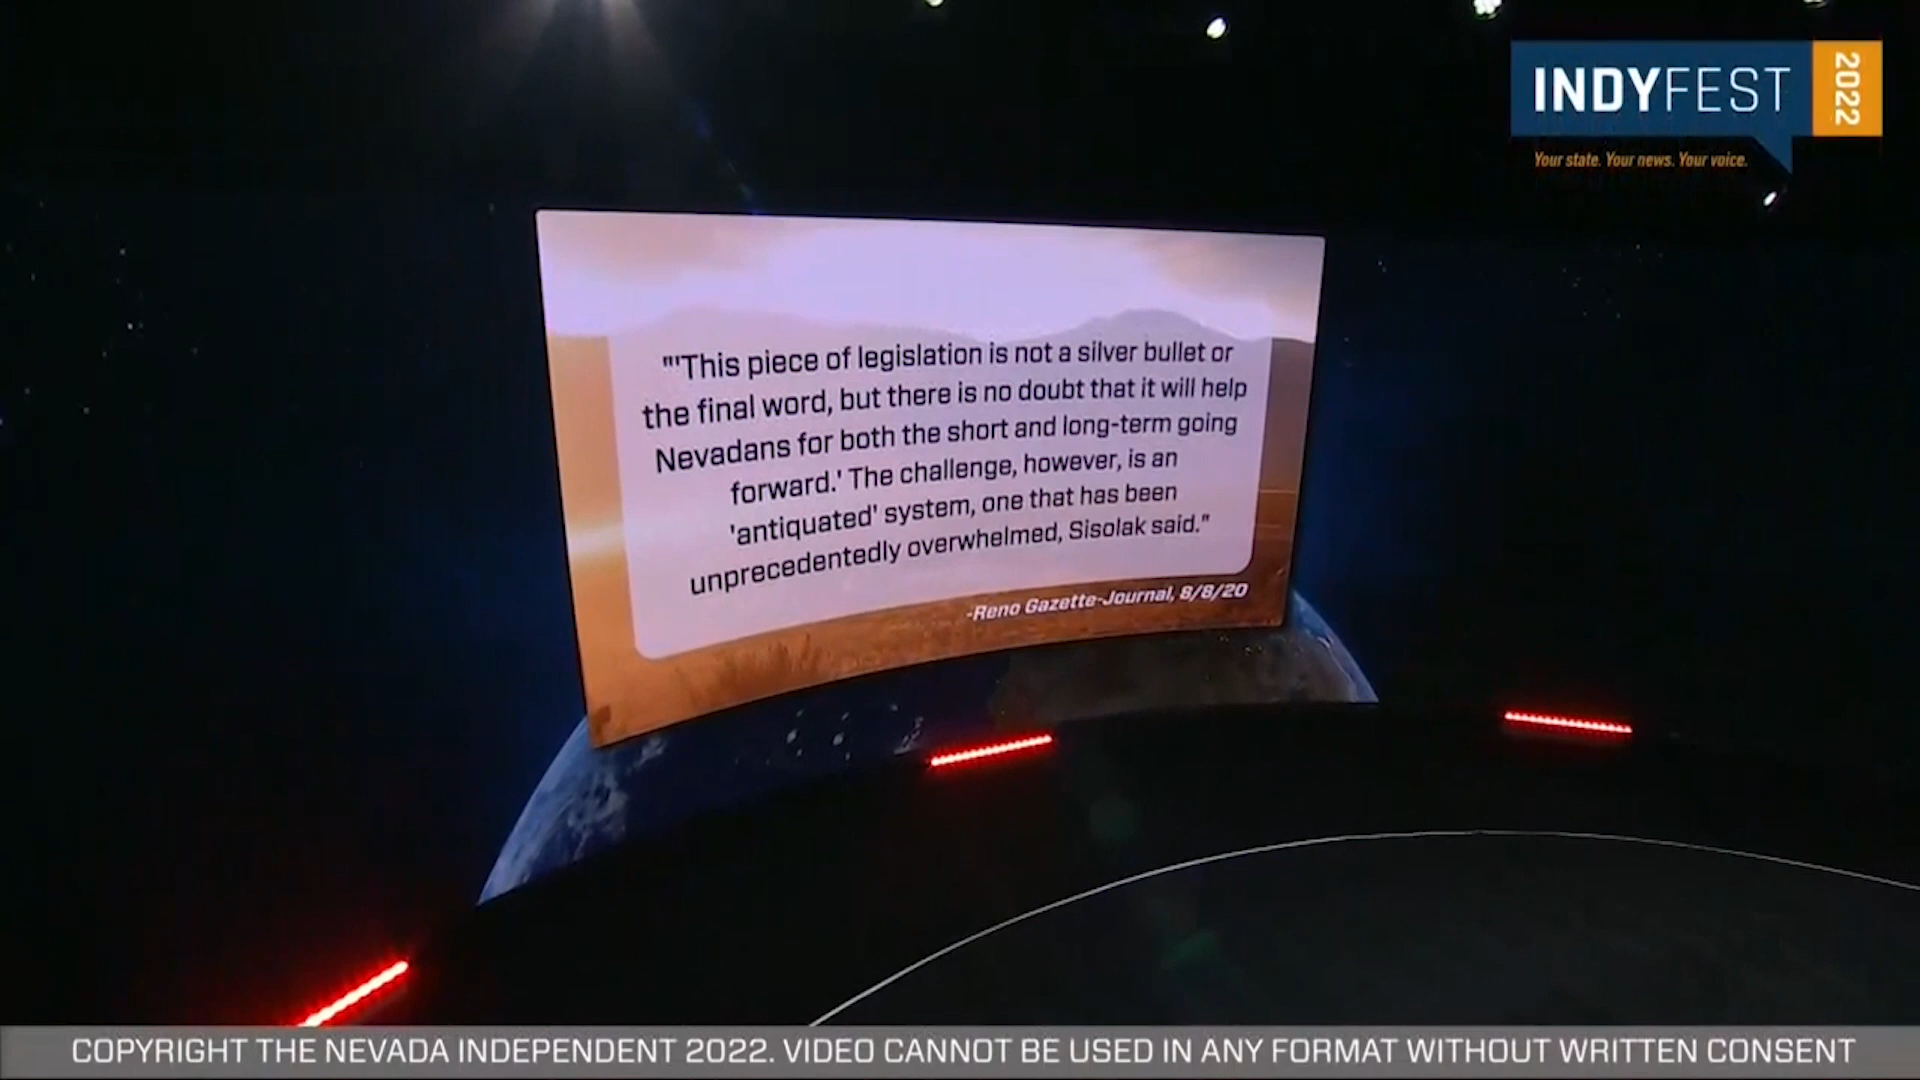 INDYFEST
2022
Your state. Your news. Your voice.
"'This piece of legislation is not a silver bullet or
the final word, but there is no doubt that it will help
Nevadans for both the short and long-term going
forward.' The challenge, however, is an
'antiquated' system, one that has been
unprecedentedly overwhelmed, Sisolak said."
-Reno Gazette-Journal, 8/8/20
COPYRIGHT THE NEVADA INDEPENDENT 2022. VIDEO CANNOT BE USED IN ANY FORMAT WITHOUT WRITTEN CONSENT